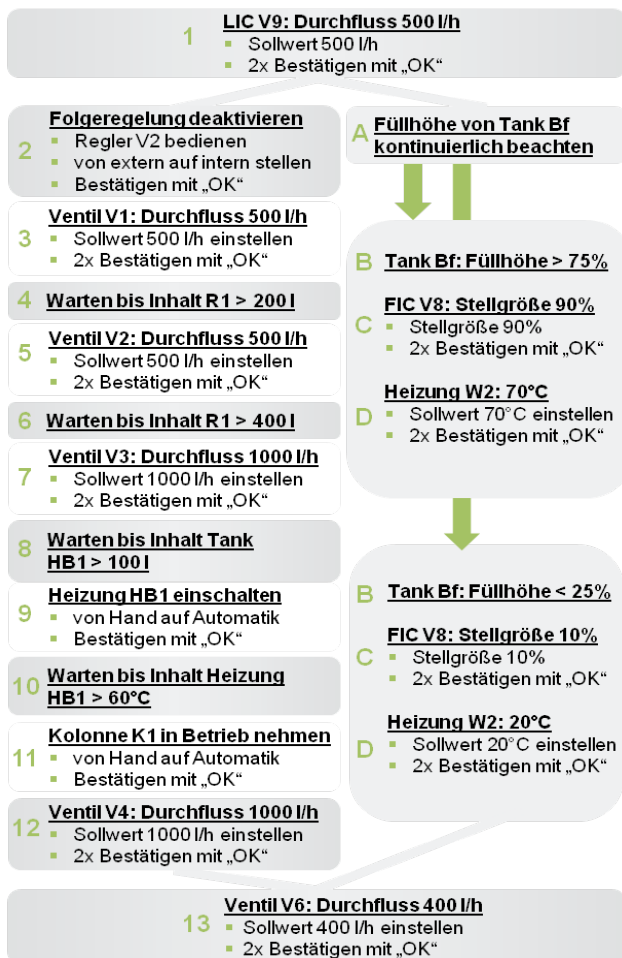 1
LIC V9: Durchfluss 500 l/h
▪ Sollwert 500 l/h
▪ 2x Bestätigen mit „OK“
2
Folgeregelung deaktivieren
▪ Regler V2 bedienen
▪ von extern auf intern stellen
▪ Bestätigen mit „OK“
3
Ventil V1: Durchfluss 500 l/h
▪ Sollwert 500 l/h einstellen
▪ 2x Bestätigen mit „OK“
4
Warten bis Inhalt R1 > 200 l
5
Ventil V2: Durchfluss 500 l/h
▪ Sollwert 500 l/h einstellen
▪ 2x Bestätigen mit „OK“
6
Warten bis Inhalt R1 > 400 l
7
Ventil V3: Durchfluss 1000 l/h
▪ Sollwert 1000 l/h einstellen
▪ 2x Bestätigen mit „OK“
8
Warten bis Inhalt Tank
HB1 > 100 l
9
Heizung HB1 einschalten
▪ von Hand auf Automatik
▪ Bestätigen mit „OK“
10
Warten bis Inhalt Heizung
HB1 > 60°C
11
Kolonne K1 in Betrieb nehmen
▪ von Hand auf Automatik
▪ Bestätigen mit „OK“
12
Ventil V4: Durchfluss 1000 l/h
▪ Sollwert 1000 l/h einstellen
▪ 2x Bestätigen mit „OK“
A
Füllhöhe von Tank Bf
kontinuierlich beachten
B
Tank Bf: Füllhöhe > 75%
C
FIC V8: Stellgröße 90%
▪ Stellgröße 90%
▪ 2x Bestätigen mit „OK“
D
Heizung W2: 70°C
▪ Sollwert 70°C einstellen
▪ 2x Bestätigen mit „OK“
B
Tank Bf: Füllhöhe < 25%
C
FIC V8: Stellgröße 10%
▪ Stellgröße 10%
▪ 2x Bestätigen mit „OK“
D
Heizung W2: 20°C
▪ Sollwert 20°C einstellen
▪ 2x Bestätigen mit „OK“
13
Ventil V6: Durchfluss 400 l/h
▪ Sollwert 400 l/h einstellen
▪ 2x Bestätigen mit „OK“